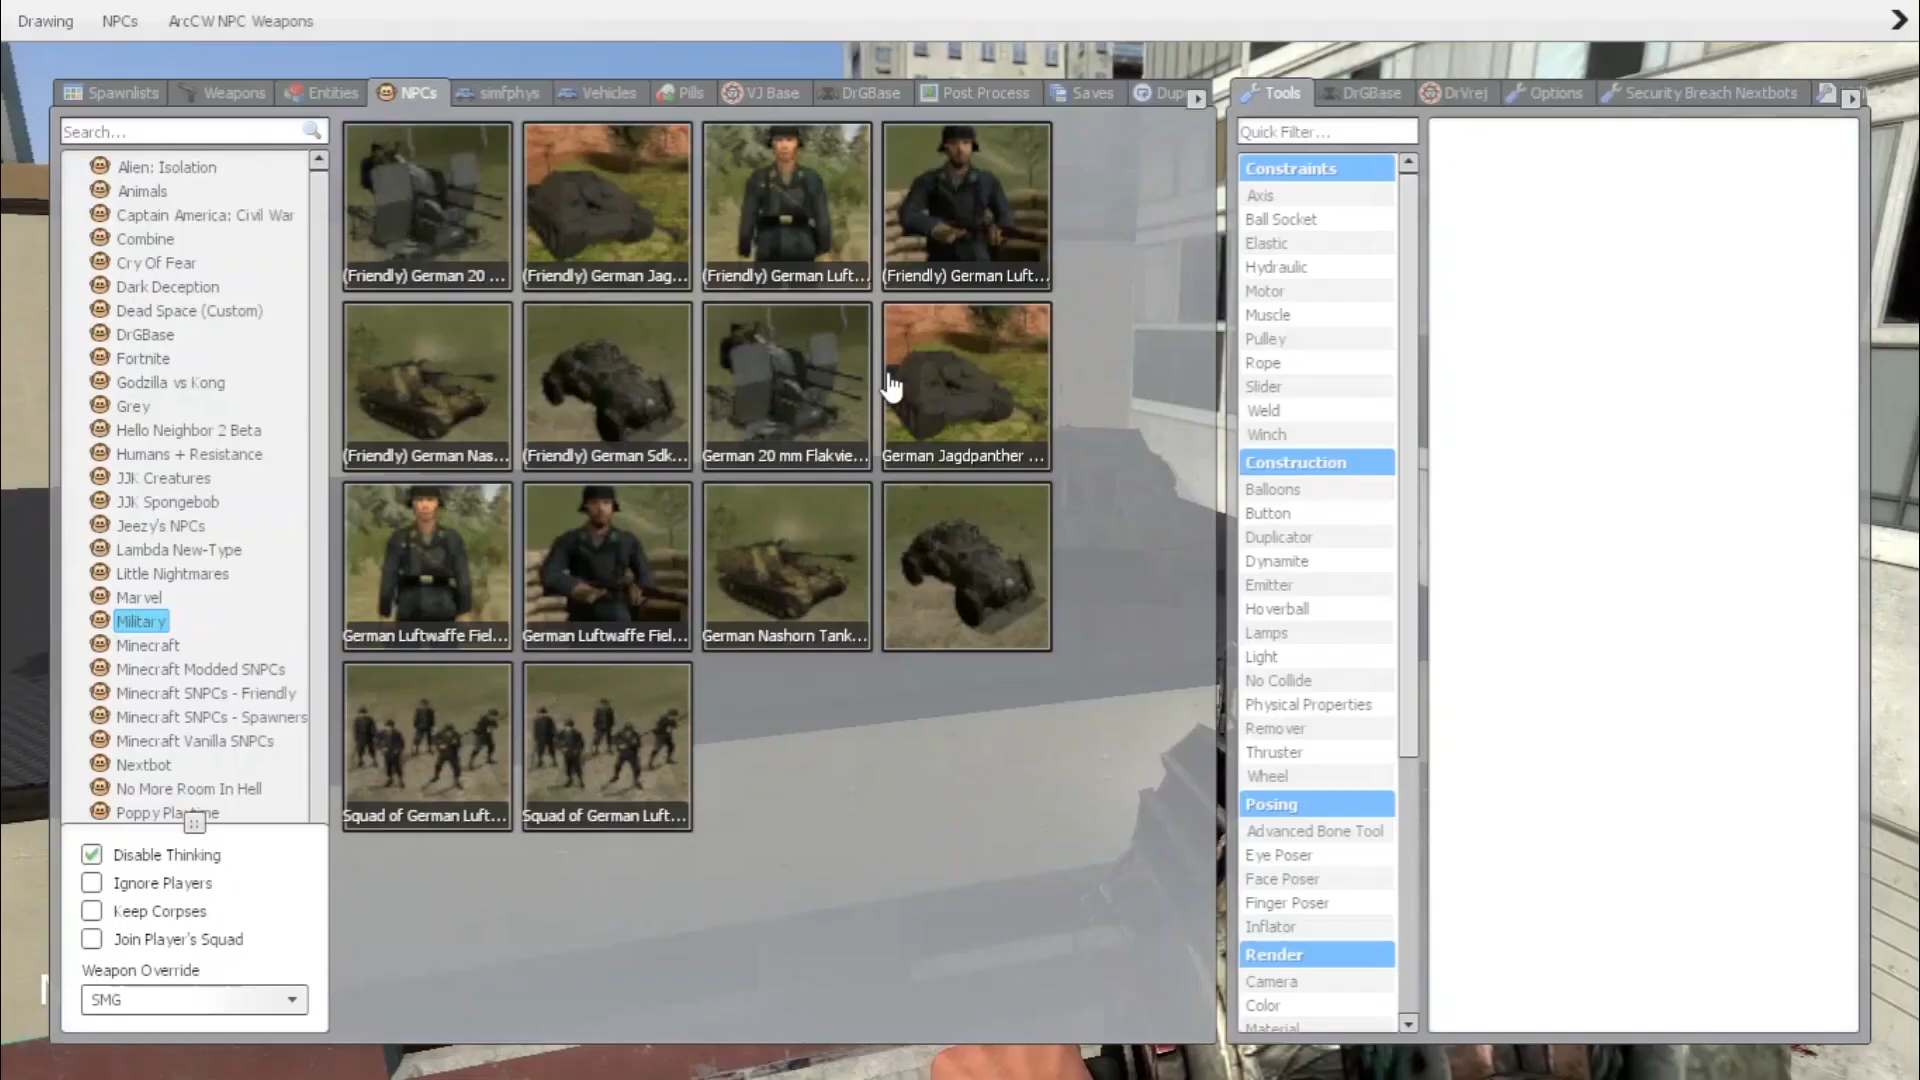 Drawing NPCs ArcCW NPC Weapons
Spawnlists Weapons Entities NPCs simfphys Vehicles Pills VJ Base DrGBase Post Process Saves Dup
Tools DrGBase DrVrej Options Security Breach Nextbots
Search...
Alien: Isolation
Animals
Captain America: Civil War
Combine
Cry Of Fear
Dark Deception
Dead Space (Custom)
DrGBase
Fortnite
Godzilla vs Kong
Grey
Hello Neighbor 2 Beta
Humans + Resistance
JJK Creatures
JJK Spongebob
Jeezy's NPCs
Lambda New-Type
Little Nightmares
Marvel
Military
Minecraft
Minecraft Modded SNPCs
Minecraft SNPCs - Friendly
Minecraft SNPCs - Spawners
Minecraft Vanilla SNPCs
Nextbot
No More Room In Hell
Poppy Playtime
Disable Thinking
Ignore Players
Keep Corpses
Join Player's Squad
Weapon Override
SMG
(Friendly) German 20 ... (Friendly) German Jag... (Friendly) German Luft... (Friendly) German Luft...
(Friendly) German Nas... (Friendly) German Sdk... German 20 mm Flakvie... German Jagdpanther ...
German Luftwaffe Fiel... German Luftwaffe Fiel... German Nashorn Tank...
Squad of German Luft... Squad of German Luft...
Quick Filter...
Constraints
Axis
Ball Socket
Elastic
Hydraulic
Motor
Muscle
Pulley
Rope
Slider
Weld
Winch
Construction
Balloons
Button
Duplicator
Dynamite
Emitter
Hoverball
Lamps
Light
No Collide
Physical Properties
Remover
Thruster
Wheel
Posing
Advanced Bone Tool
Eye Poser
Face Poser
Finger Poser
Inflator
Render
Camera
Color
Material